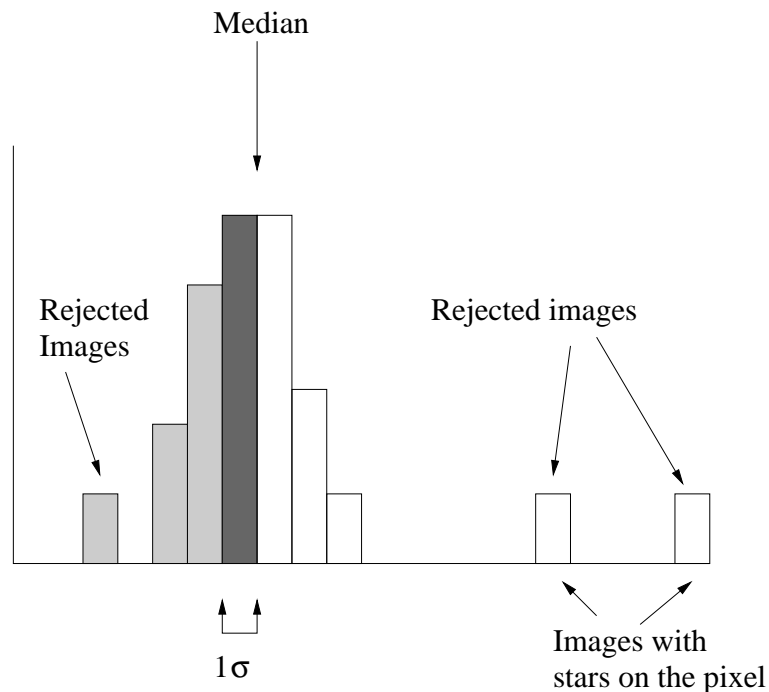 Median
Rejected
Images
Rejected images
1σ
Images with
stars on the pixel